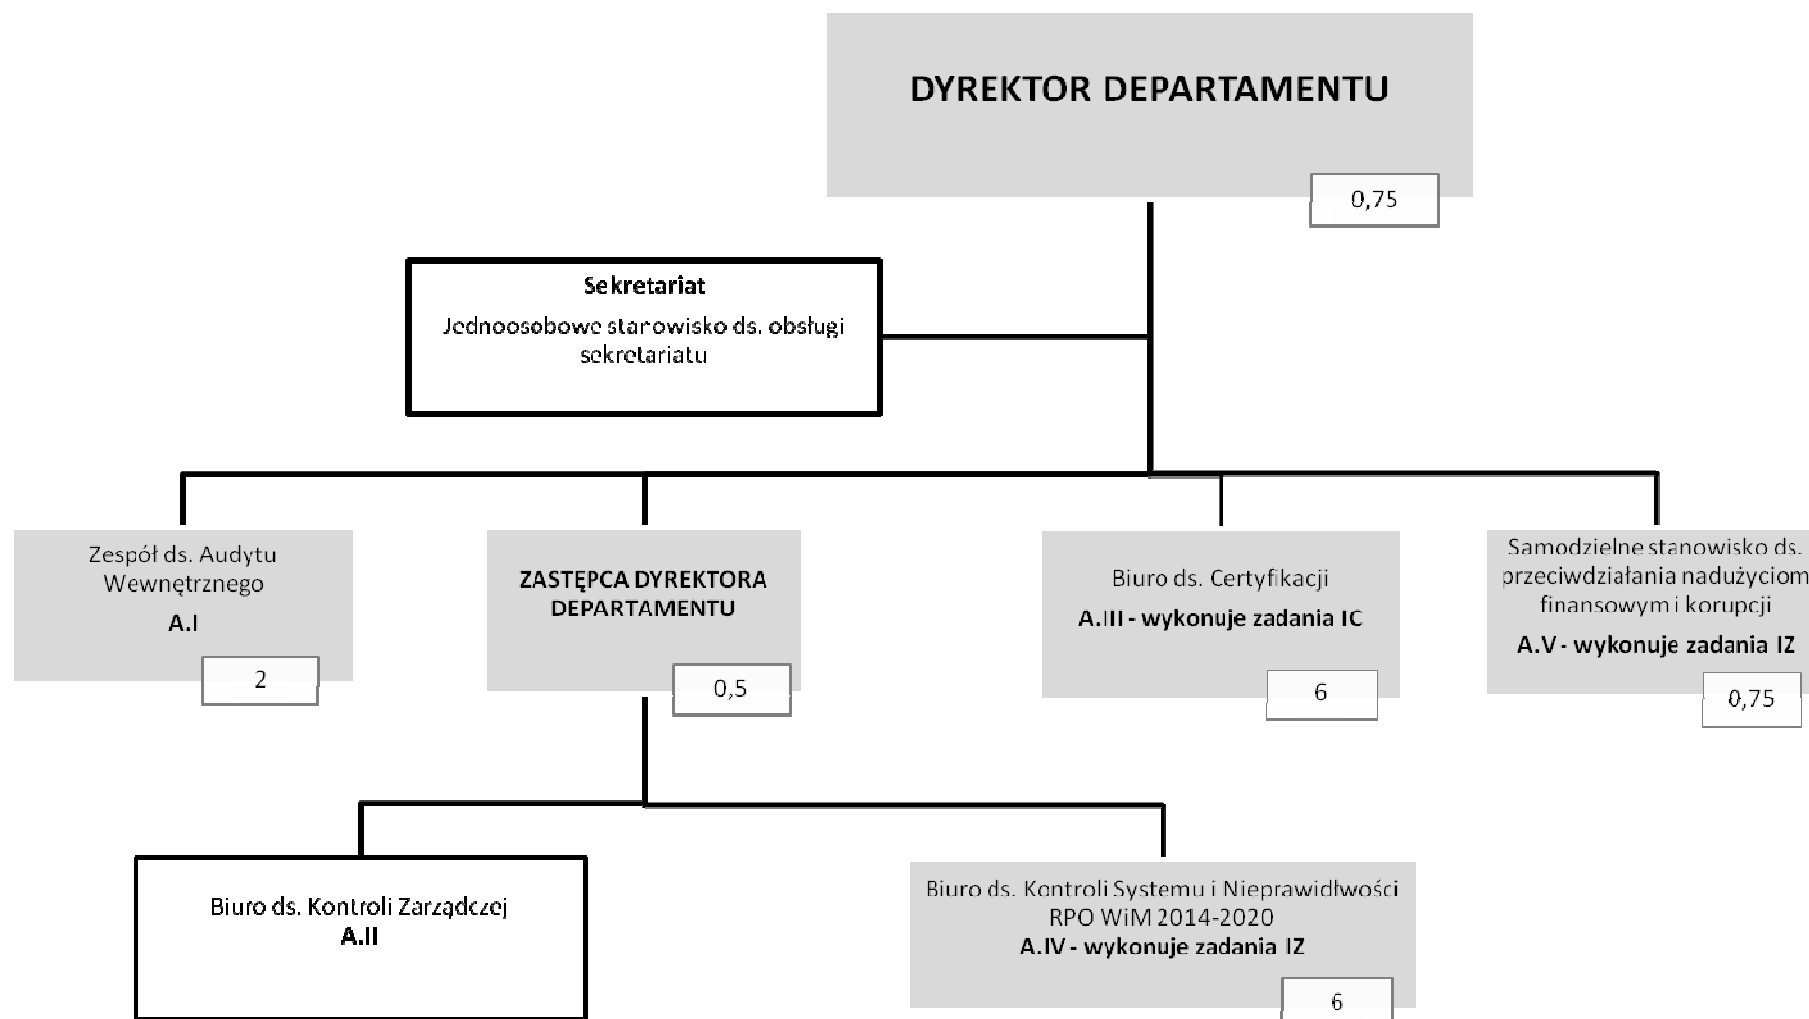 DYREKTOR DEPARTAMENTU
0,75
Sekretariat
Jednoosobowe stanowisko ds. obsługi
sekretariatu
Zespół ds. Audytu
Wewnętrznego
A.I
2
ZASTĘPCA DYREKTORA
DEPARTAMENTU
0,5
Biuro ds. Certyfikacji
A.III - wykonuje zadania IC
6
Samodzielne stanowisko ds.
przeciwdziałania nadużyciom
finansowym i korupcji
A.V - wykonuje zadania IZ
0,75
Biuro ds. Kontroli Zarządczej
A.II
Biuro ds. Kontroli Systemu i Nieprawidłwości
RPO WiM 2014-2020
A.IV - wykonuje zadania IZ
6